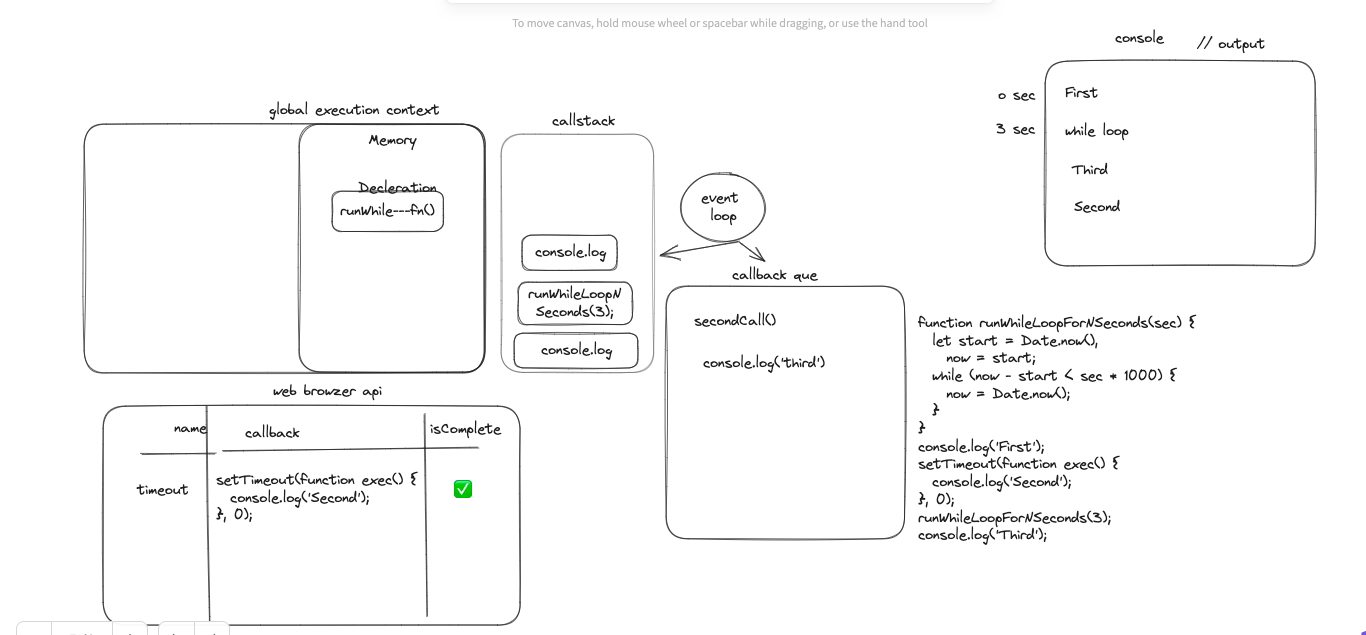 To move canvas, hold mouse wheel or spacebar while dragging, or use the hand tool
console // output
0 sec First
3 sec while loop
Third
Second
global execution context
Memory
Decleration
runWhile---fn()
callstack
console.log
runWhileLoopN
Seconds(3);
console.log
event
loop
callback que
secondCall()
console.log('third')
function runWhileLoopForNSeconds(sec) {
let start = Date.now(),
now = start;
while (now - start < sec * 1000) {
now = Date.now();
}
}
console.log('First');
setTimeout(function exec() {
console.log('Second');
}, 0);
runWhileLoopForNSeconds(3);
console.log('Third');
web browzer api
name callback isComplete
timeout
setTimeout(function exec() {
console.log('Second');
}, 0);